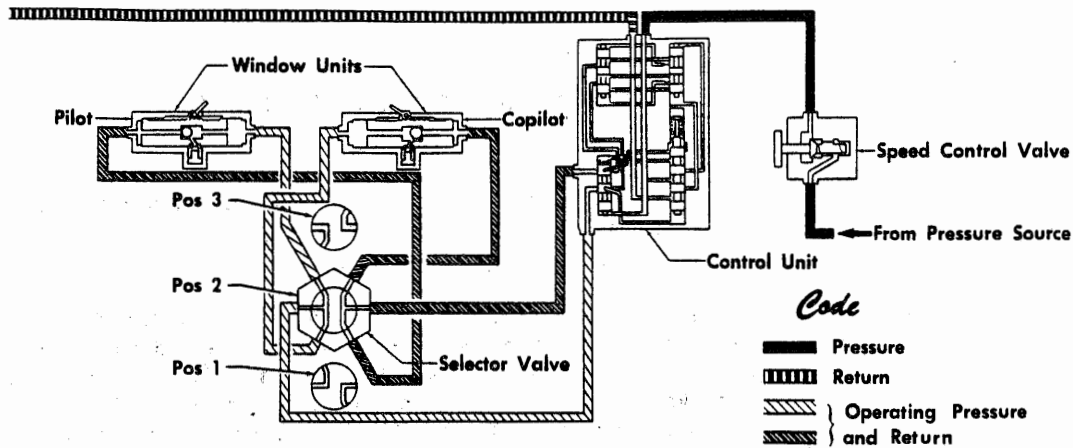 Window Units
Pilot
Copilot
Speed Control Valve
Pos 3
From Pressure Source
Control Unit
Pos 2
Code
Pressure
Selector Valve
Pos 1
Return
Operating Pressure
and Return